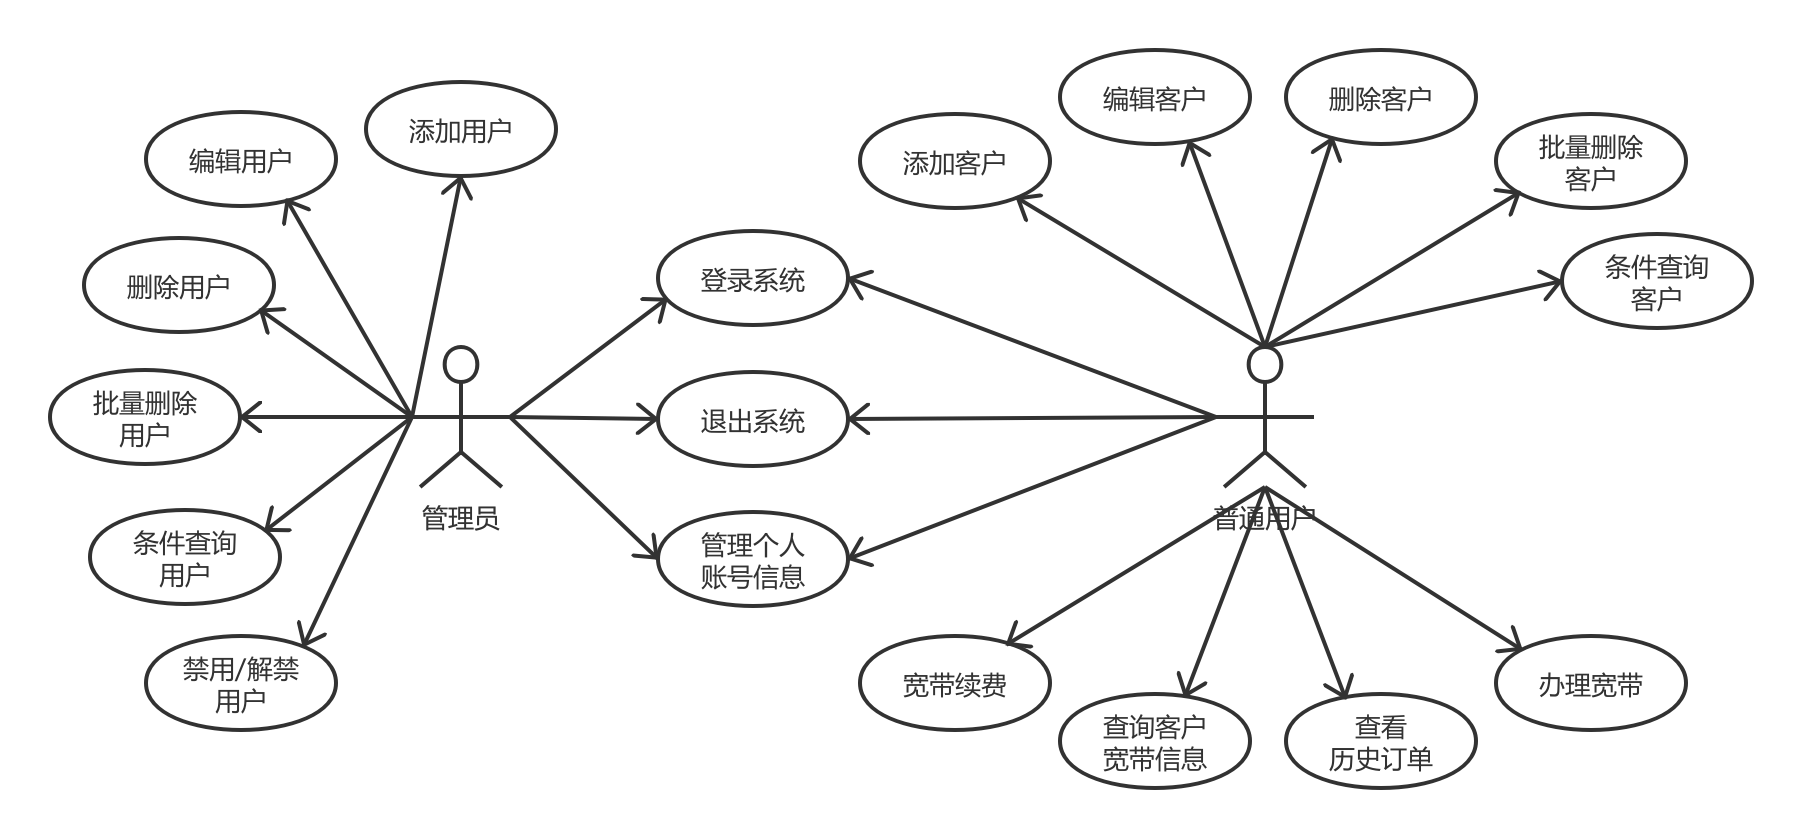 编辑客户
删除客户
添加用户
批量删除
客户
编辑用户
添加客户
条件查询
客户
登录系统
删除用户
批量删除
用户
退出系统
管理员
普通用户
条件查询
用户
管理个人
账号信息
禁用/解禁
用户
宽带续费
办理宽带
查询客户
宽带信息
查看
历史订单